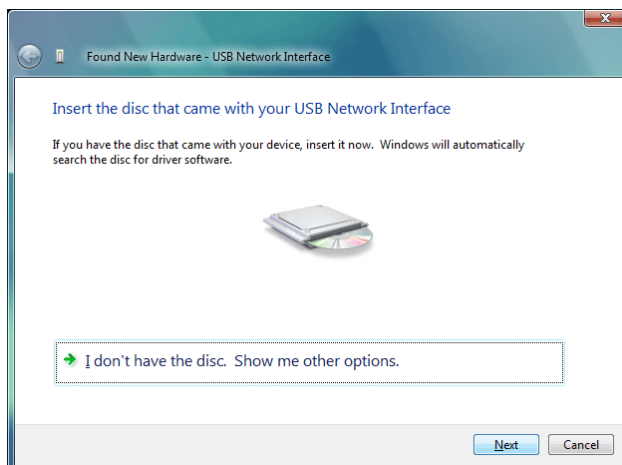 Found New Hardware - USB Network Interface
Insert the disc that came with your USB Network Interface
If you have the disc that came with your device, insert it now.  Windows will automatically
search the disc for driver software.
I don't have the disc.  Show me other options.
Next Cancel